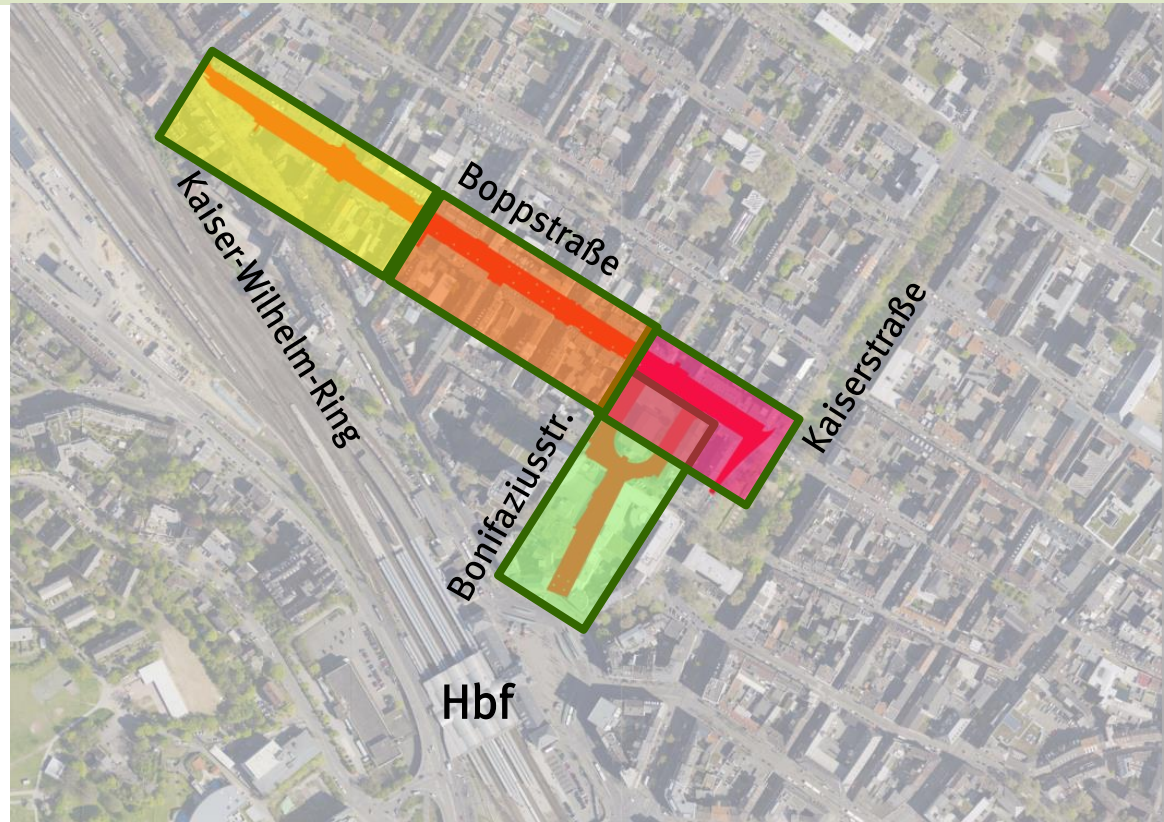 Boppstraße
Kaiser-Wilhelm-Ring
Kaiserstraße
Bonifaziusstr.
Hbf